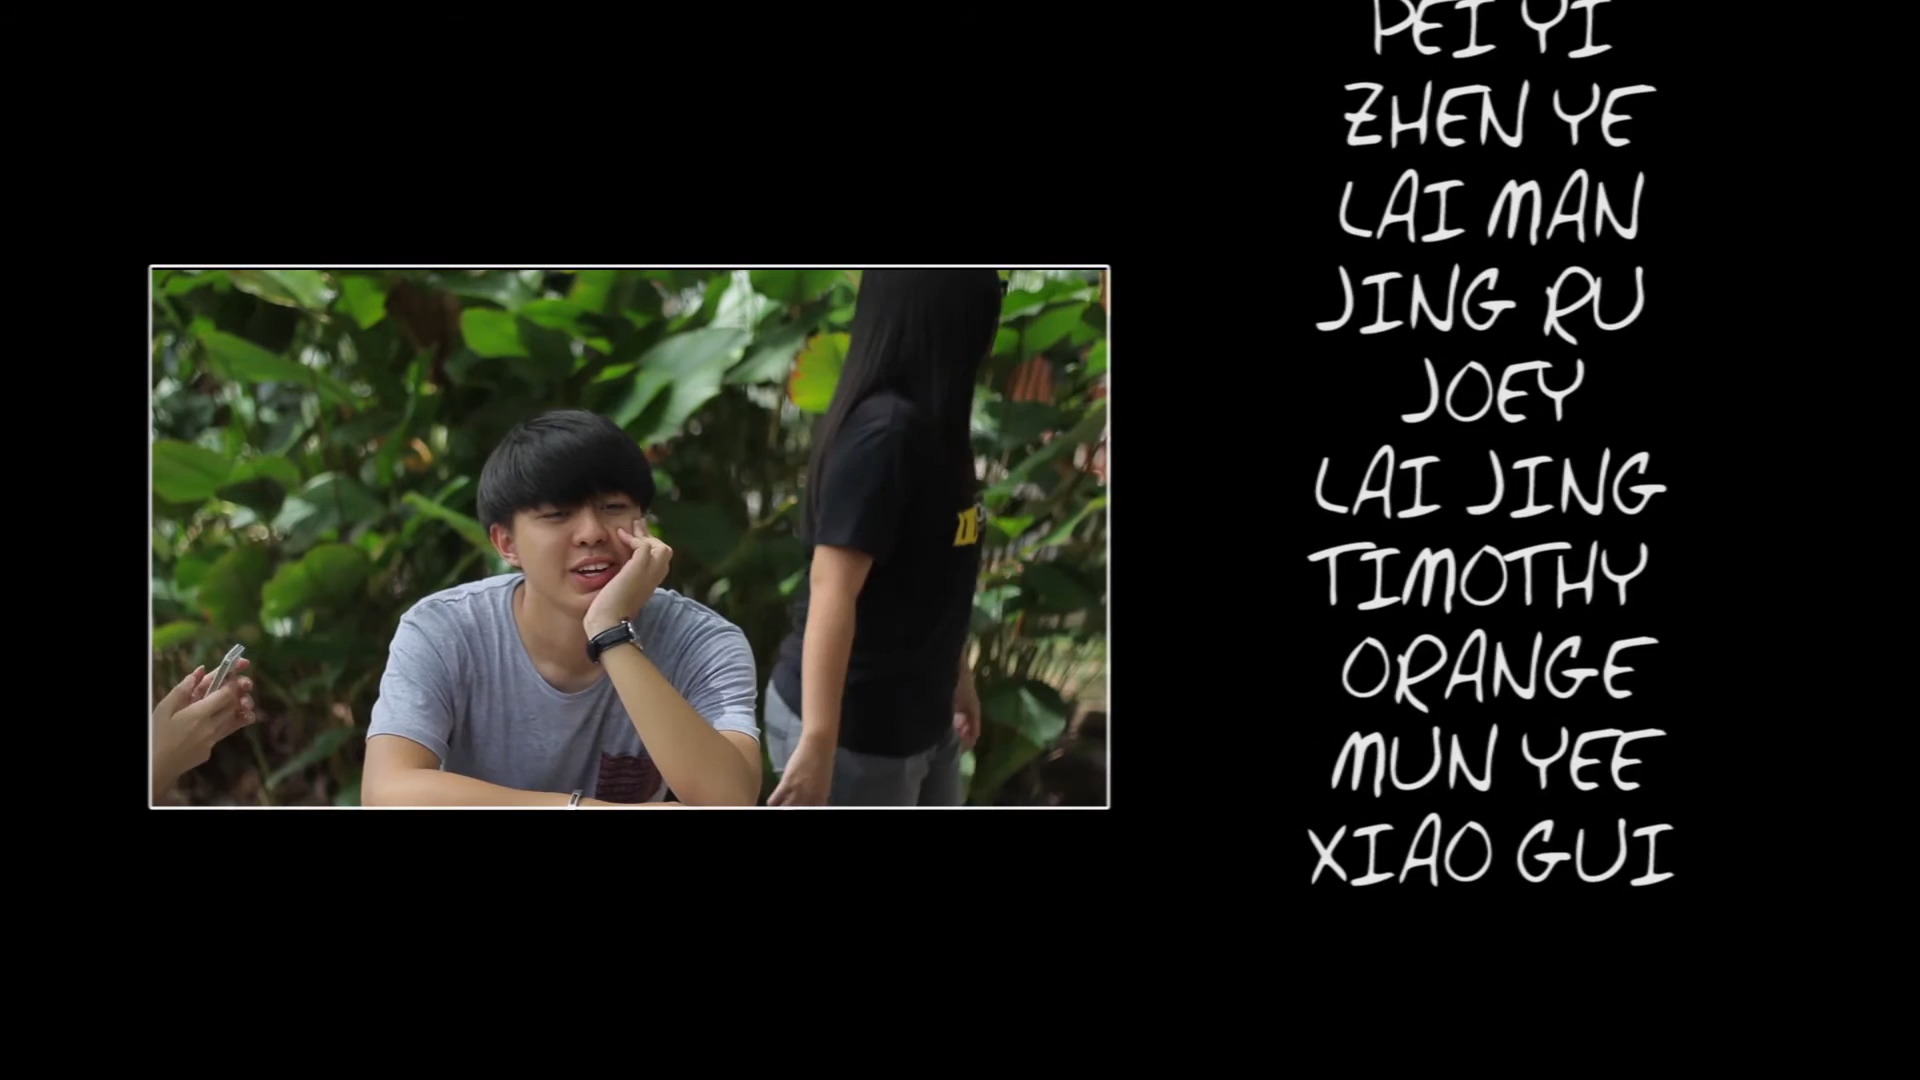 PEI YI
ZHEN YE
LAI MAN
JING RU
JOEY
LAI JING
TIMOTHY
ORANGE
MUN YEE
XIAO GUI